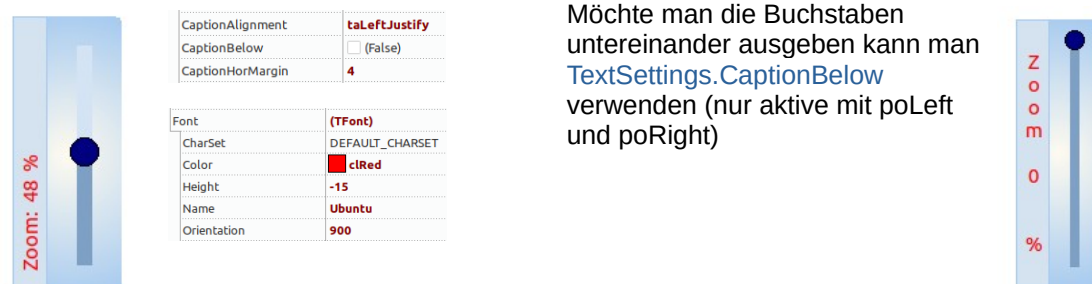 Zoom: 48 %
CaptionAlignment taLeftJustify
CaptionBelow (False)
CaptionHorMargin 4
Font (TFont)
CharSet DEFAULT_CHARSET
Color clRed
Height -15
Name Ubuntu
Orientation 900
Möchte man die Buchstaben
untereinander ausgeben kann man
TextSettings.CaptionBelow
verwenden (nur aktive mit poLeft
und poRight)
Z
o
o
m
0
%